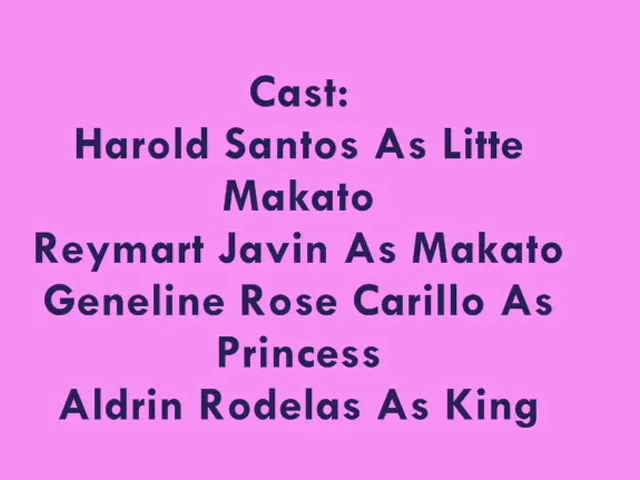 Cast:
Harold Santos As Litte
Makato
Reymart Javin As Makato
Geneline Rose Carillo As
Princess
Aldrin Rodelas As King